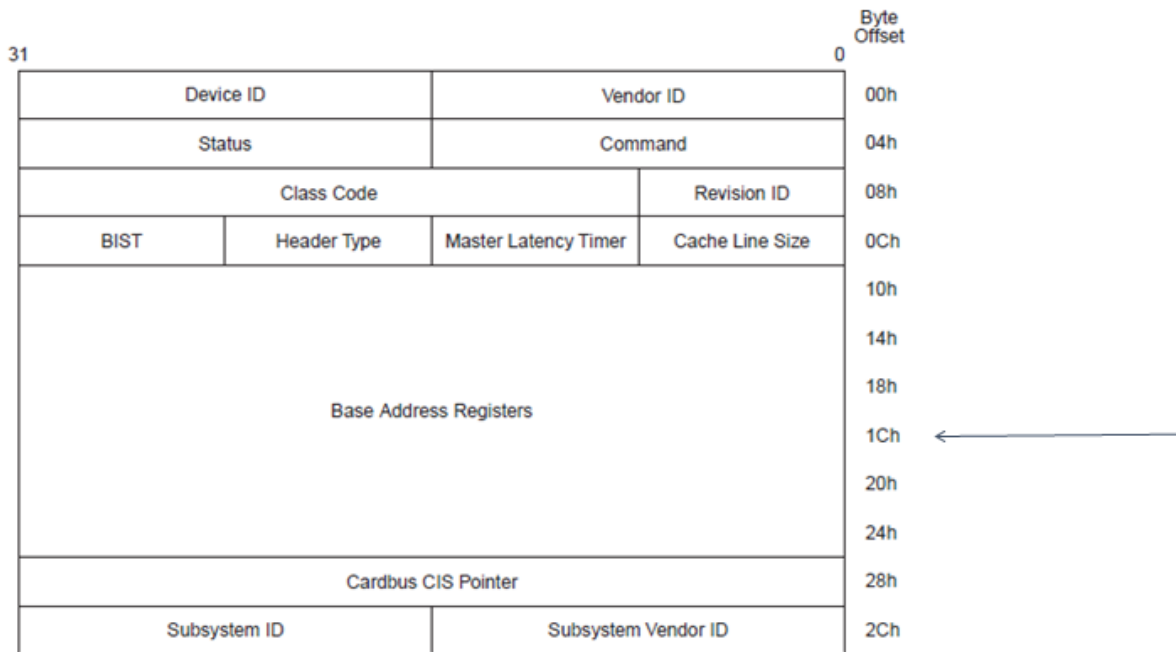 Byte
Offset
31 0
Device ID Vendor ID 00h
Status Command 04h
Class Code Revision ID 08h
BIST Header Type Master Latency Timer Cache Line Size 0Ch
10h
14h
18h
Base Address Registers
1Ch
20h
24h
Cardbus CIS Pointer 28h
Subsystem ID Subsystem Vendor ID 2Ch